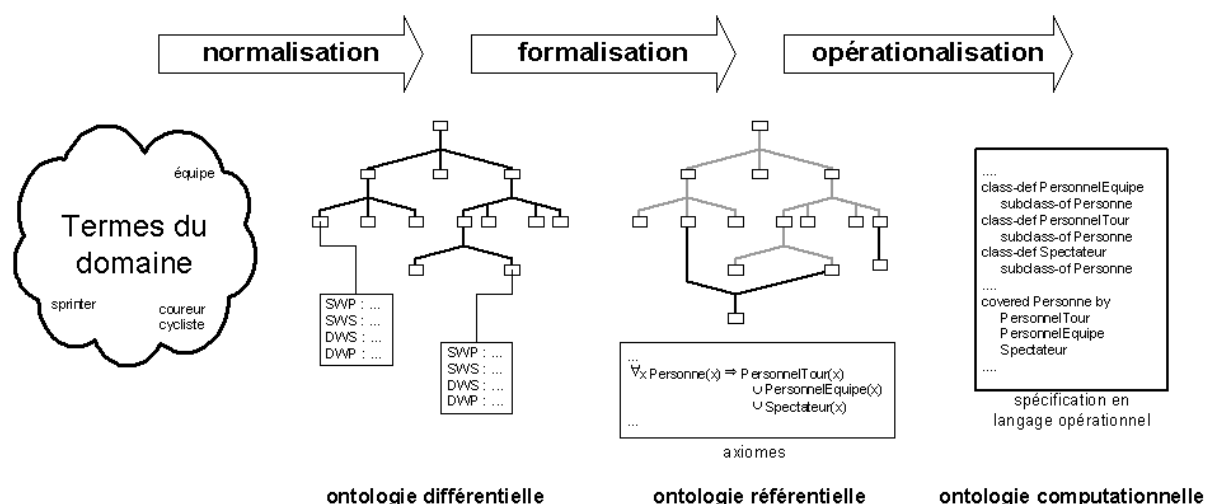 normalisation
formalisation
opérationalisation
équipe
Termes du
domaine
sprinter
coureur
cycliste
SWP : ...
SWS : ...
DWS : ...
DWP : ...
SWP : ...
SWS : ...
DWS : ...
DWP : ...
...
∀x Personne(x) ⇒ PersonnelTour(x)
∪ PersonnelEquipe(x)
∪ Spectateur(x)
...
axiomes
....
class-def PersonnelEquipe
subclass-of Personne
class-def PersonnelTour
subclass-of Personne
class-def Spectateur
subclass-of Personne
....
covered Personne by
PersonnelTour
PersonnelEquipe
Spectateur
....
spécification en
langage opérationnel
ontologie différentielle
ontologie référentielle
ontologie computationnelle